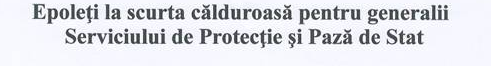 Epoleţi la scurta călduroasă pentru generalii
Serviciului de Protecţie şi Pază de Stat